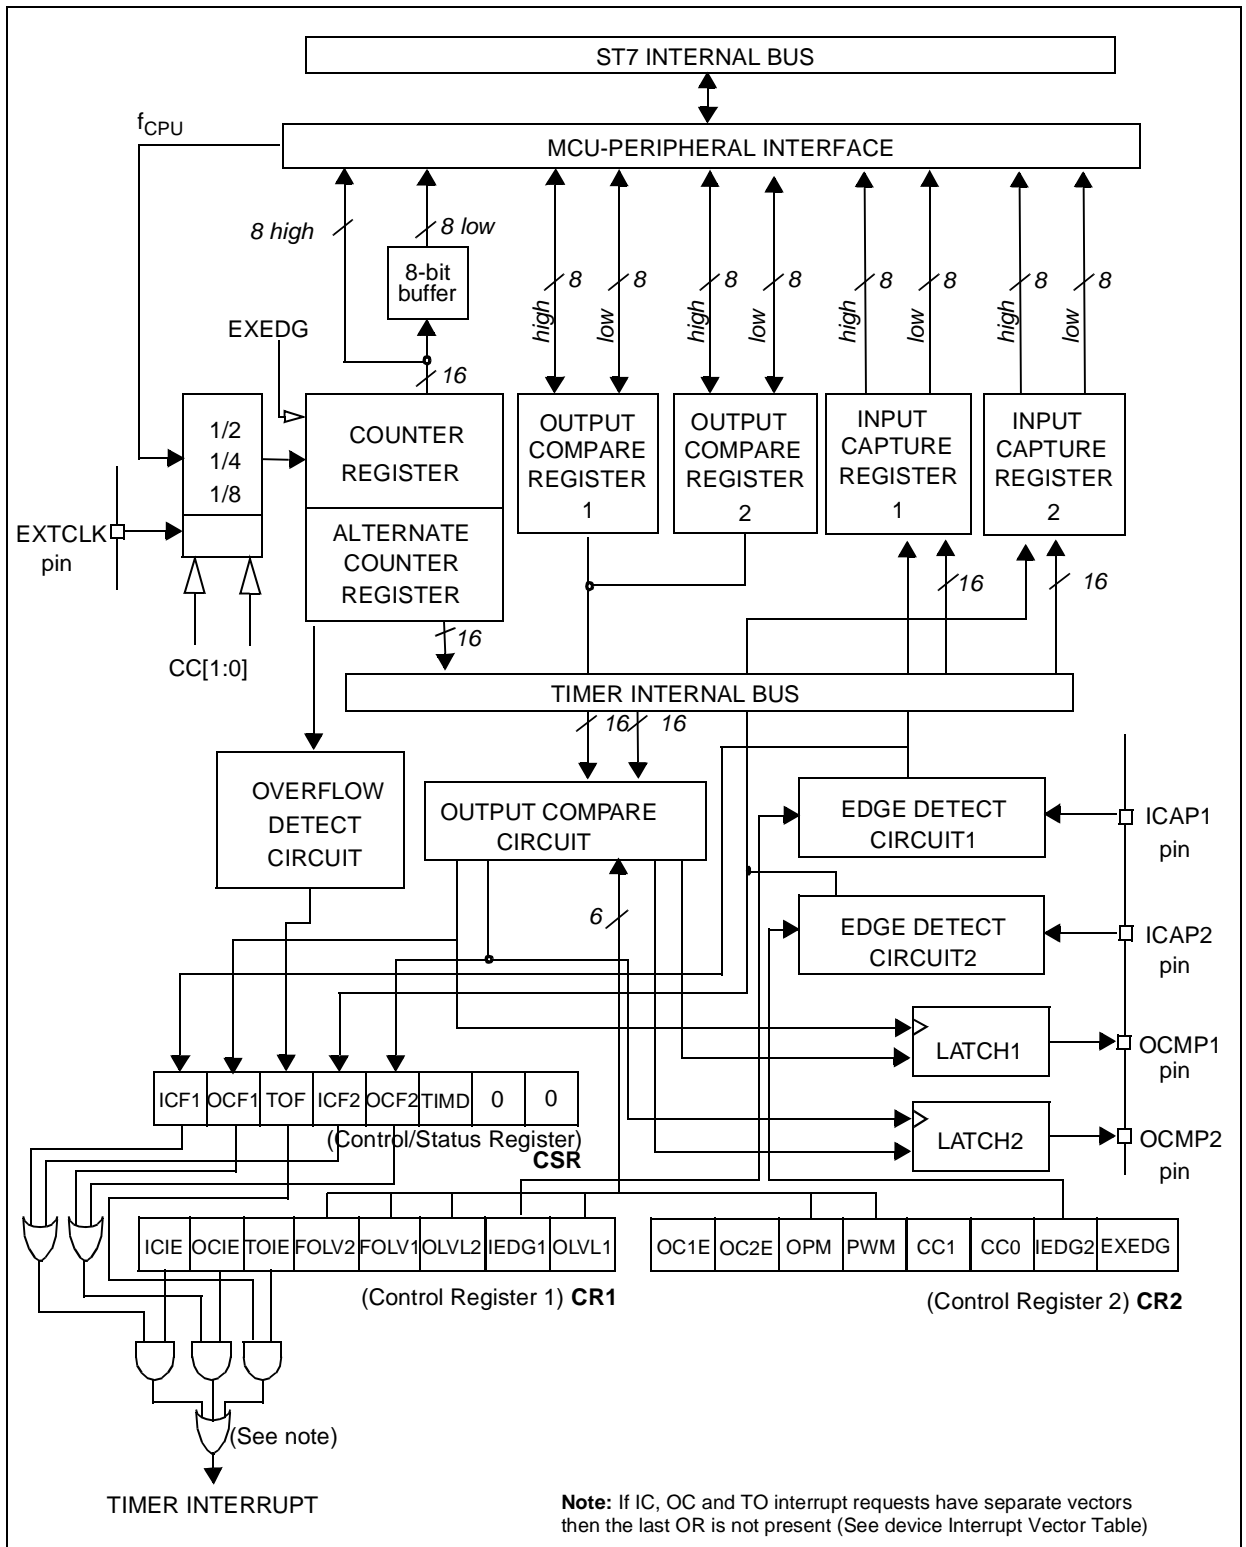 ST7 INTERNAL BUS
fCPU
MCU-PERIPHERAL INTERFACE
8 high
8 low
8-bit
buffer
high
8
low
8
high
8
low
8
high
8
low
8
high
8
low
8
EXEDG
16
1/2
1/4
1/8
COUNTER
REGISTER
OUTPUT
COMPARE
REGISTER
1
OUTPUT
COMPARE
REGISTER
2
INPUT
CAPTURE
REGISTER
1
INPUT
CAPTURE
REGISTER
2
EXTCLK
pin
ALTERNATE
COUNTER
REGISTER
16
16
16
CC[1:0]
TIMER INTERNAL BUS
16
16
OVERFLOW
DETECT
CIRCUIT
OUTPUT COMPARE
CIRCUIT
EDGE DETECT
CIRCUIT1
ICAP1
pin
6
EDGE DETECT
CIRCUIT2
ICAP2
pin
LATCH1
OCMP1
pin
ICF1 OCF1 TOF ICF2 OCF2 TIMD 0 0
(Control/Status Register)
CSR
LATCH2
OCMP2
pin
ICIE OCIE TOIE FOLV2 FOLV1 OLVL2 IEDG1 OLVL1
(Control Register 1) CR1
OC1E OC2E OPM PWM CC1 CC0 IEDG2 EXEDG
(Control Register 2) CR2
(See note)
TIMER INTERRUPT
Note: If IC, OC and TO interrupt requests have separate vectors
then the last OR is not present (See device Interrupt Vector Table)